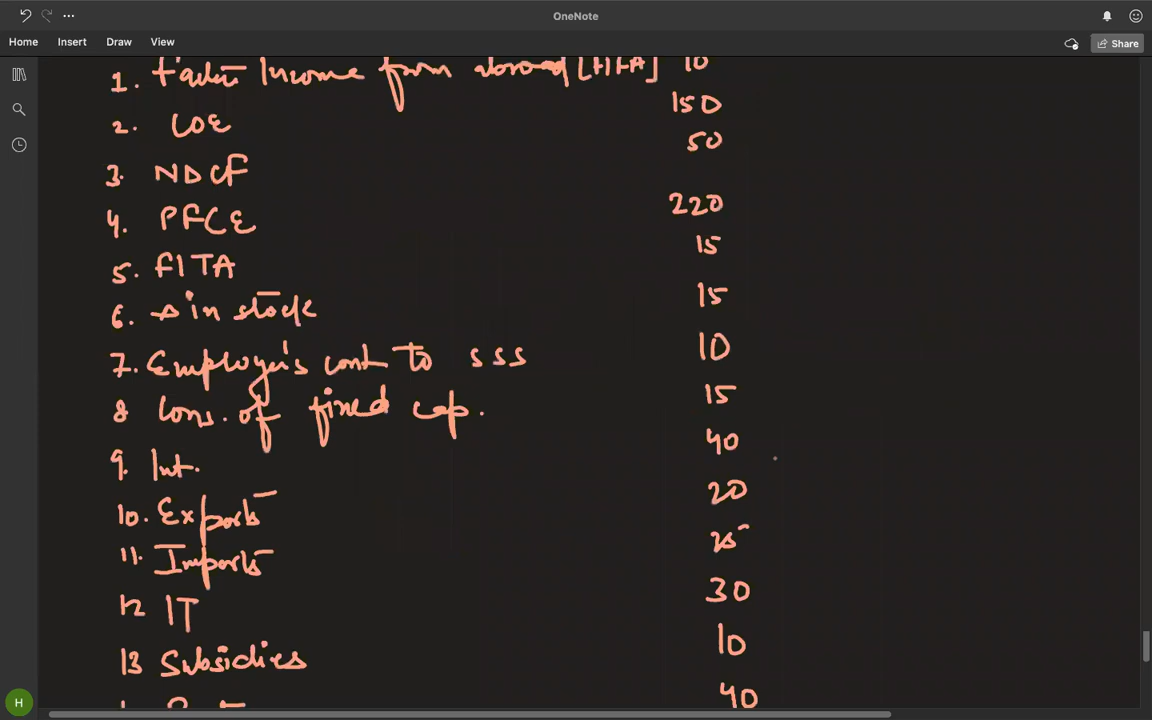 OneNote
Home Insert Draw View
Share
1. Factor Income from abroad [FIFA] 10
2. COE 150
3. NDCF 50
4. PFCE 220
5. FITA 15
6. Δ in stock 15
7. Employer's cont to SSS 10
8 Cons. of fixed cap. 15
9. Int. 40
10. Exports 20
11. Imports 25
12 IT 30
13 Subsidies 10
40
H